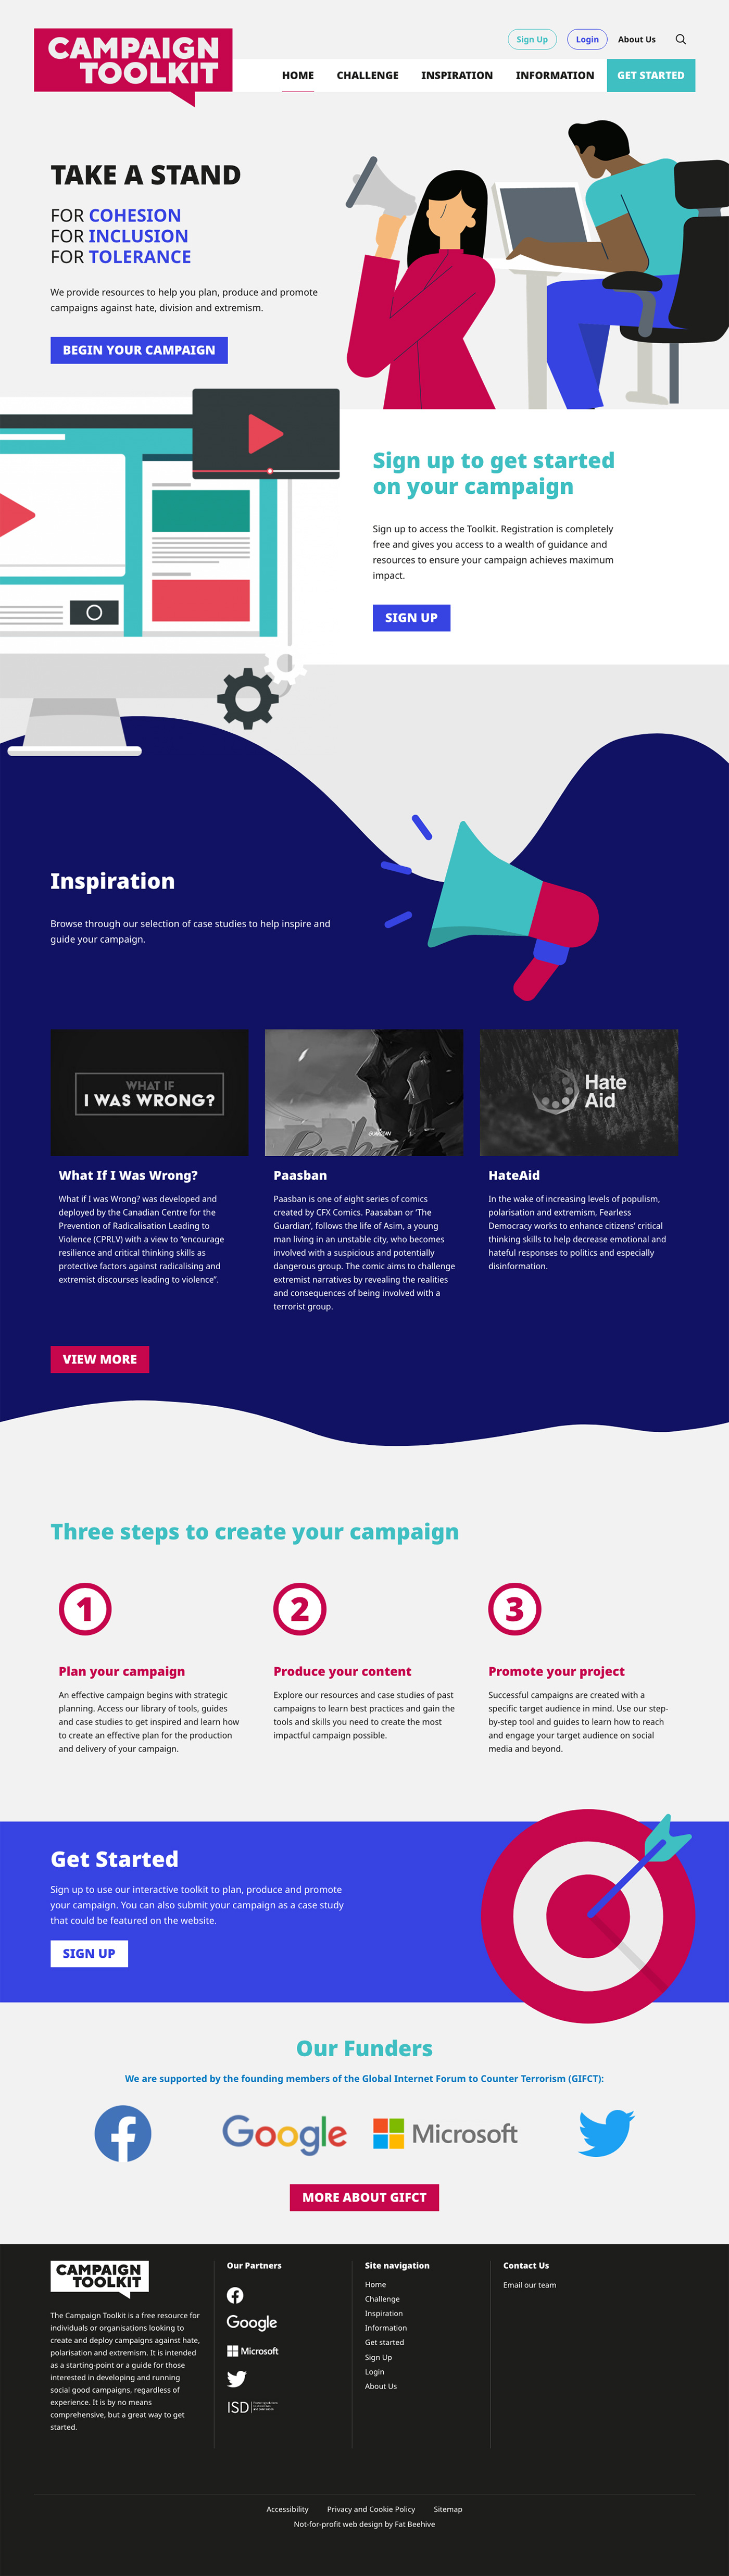 CAMPAIGN
TOOLKIT
Sign Up
Login
About Us
HOME
CHALLENGE
INSPIRATION
INFORMATION
GET STARTED
TAKE A STAND
FOR COHESION
FOR INCLUSION
FOR TOLERANCE
We provide resources to help you plan, produce and promote
campaigns against hate, division and extremism.
BEGIN YOUR CAMPAIGN
Sign up to get started
on your campaign
Sign up to access the Toolkit. Registration is completely
free and gives you access to a wealth of guidance and
resources to ensure your campaign achieves maximum
impact.
SIGN UP
Inspiration
Browse through our selection of case studies to help inspire and
guide your campaign.
WHAT IF
I WAS WRONG?
What If I Was Wrong?
What if I was Wrong? was developed and
deployed by the Canadian Centre for the
Prevention of Radicalisation Leading to
Violence (CPRLV) with a view to “encourage
resilience and critical thinking skills as
protective factors against radicalising and
extremist discourses leading to violence”.
Paasban
Paasban
Paasban is one of eight series of comics
created by CFX Comics. Paasaban or ‘The
Guardian’, follows the life of Asim, a young
man living in an unstable city, who becomes
involved with a suspicious and potentially
dangerous group. The comic aims to challenge
extremist narratives by revealing the realities
and consequences of being involved with a
terrorist group.
Hate
Aid
HateAid
In the wake of increasing levels of populism,
polarisation and extremism, Fearless
Democracy works to enhance citizens’ critical
thinking skills to help decrease emotional and
hateful responses to politics and especially
disinformation.
VIEW MORE
Three steps to create your campaign
1
Plan your campaign
An effective campaign begins with strategic
planning. Access our library of tools, guides
and case studies to get inspired and learn how
to create an effective plan for the production
and delivery of your campaign.
2
Produce your content
Explore our resources and case studies of past
campaigns to learn best practices and gain the
tools and skills you need to create the most
impactful campaign possible.
3
Promote your project
Successful campaigns are created with a
specific target audience in mind. Use our step-
by-step tool and guides to learn how to reach
and engage your target audience on social
media and beyond.
Get Started
Sign up to use our interactive toolkit to plan, produce and promote
your campaign. You can also submit your campaign as a case study
that could be featured on the website.
SIGN UP
Our Funders
We are supported by the founding members of the Global Internet Forum to Counter Terrorism (GIFCT):
Google
Microsoft
MORE ABOUT GIFCT
CAMPAIGN
TOOLKIT
The Campaign Toolkit is a free resource for
individuals or organisations looking to
create and deploy campaigns against hate,
polarisation and extremism. It is intended
as a starting-point or a guide for those
interested in developing and running
social good campaigns, regardless of
experience. It is by no means
comprehensive, but a great way to get
started.
Our Partners
Google
Microsoft
ISD
Site navigation
Home
Challenge
Inspiration
Information
Get started
Sign Up
Login
About Us
Contact Us
Email our team
Accessibility
Privacy and Cookie Policy
Sitemap
Not-for-profit web design by Fat Beehive